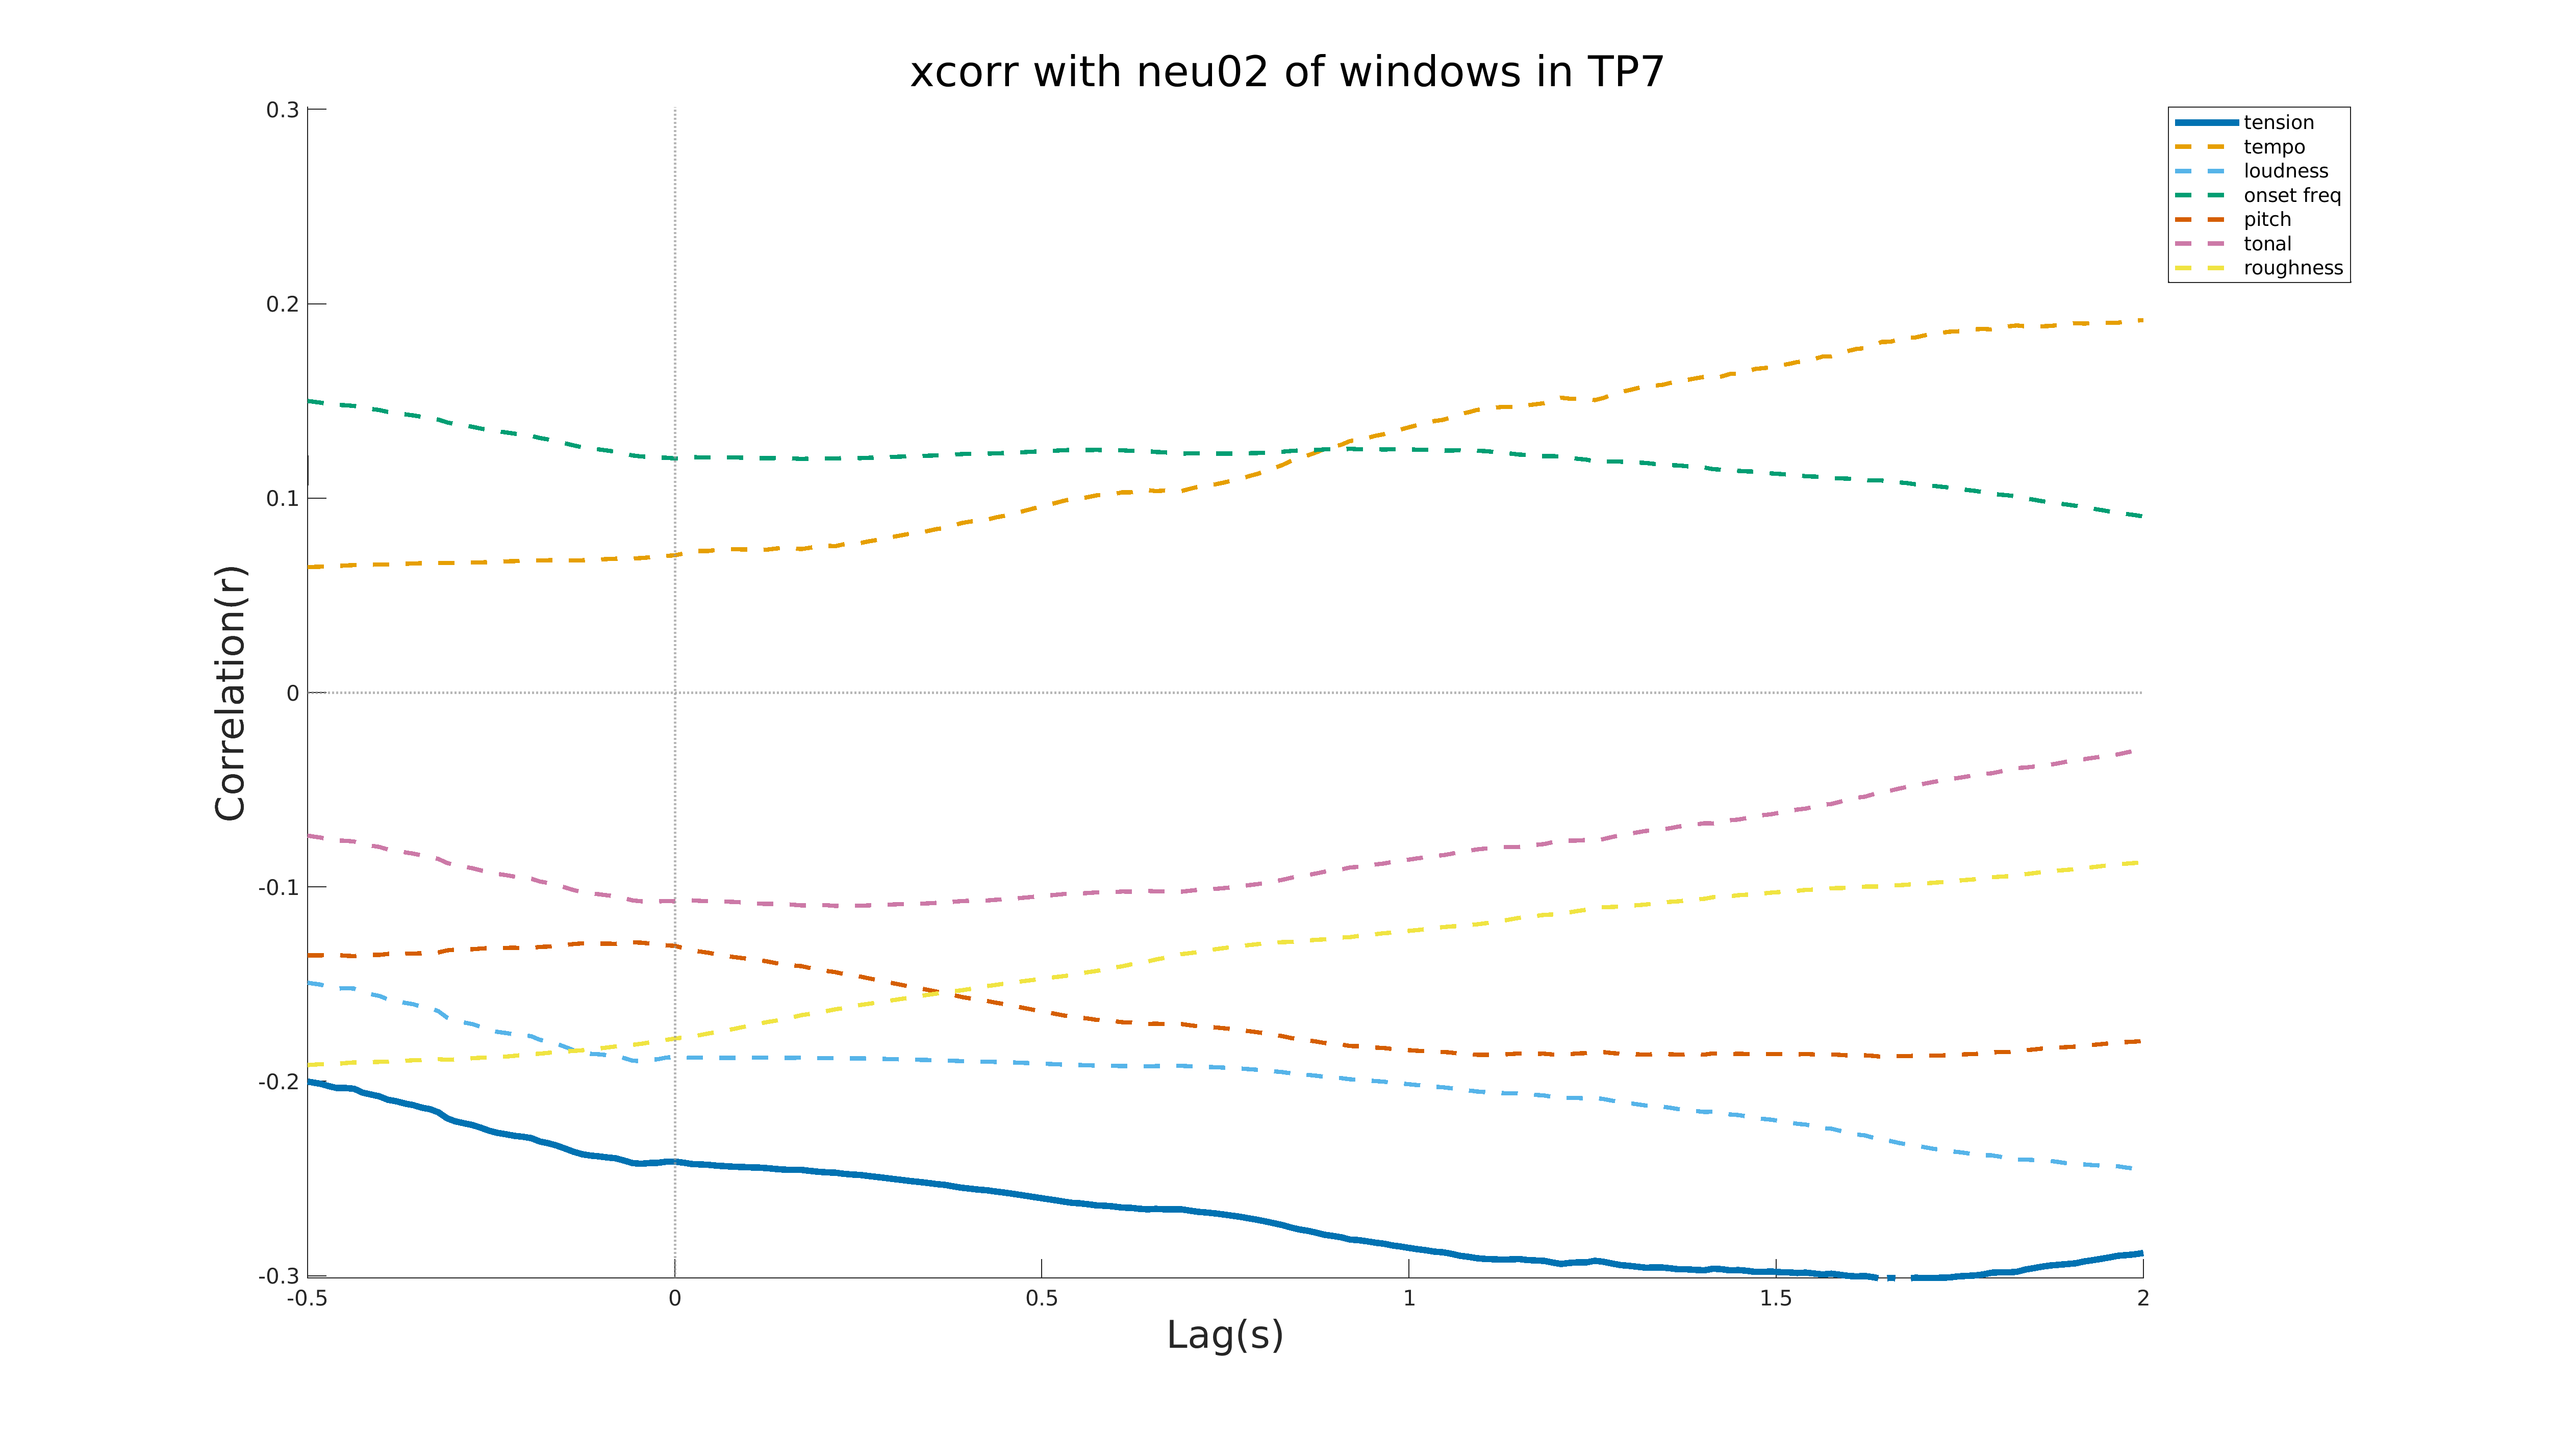 xcorr with neu02 of windows in TP7
0.3
0.2
0.1
0
-0.1
-0.2
-0.3
Correlation(r)
-0.5
0
0.5
1
1.5
2
Lag(s)
tension
tempo
loudness
onset freq
pitch
tonal
roughness